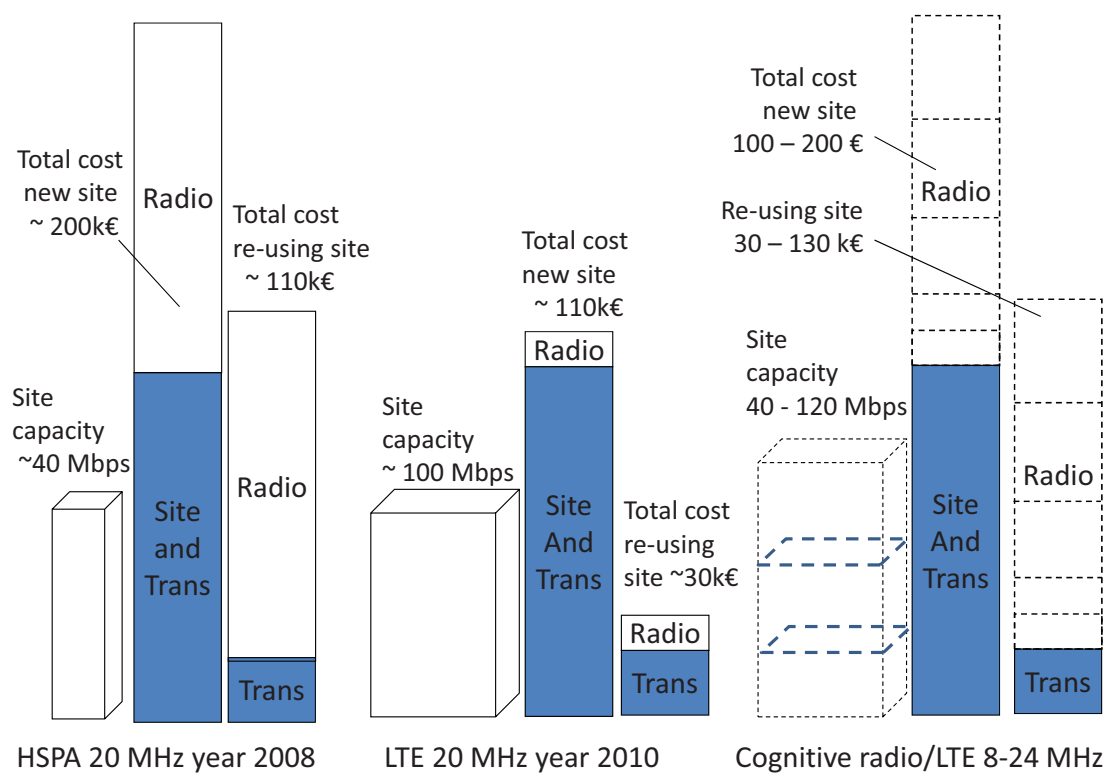 Total cost
new site
~ 200k€
Radio
Total cost
re-using site
~ 110k€
Site
capacity
~40 Mbps
Site
and
Trans
Radio
Trans
HSPA 20 MHz year 2008
Total cost
new site
~ 110k€
Radio
Site
capacity
~ 100 Mbps
Site
And
Trans
Total cost
re-using
site ~30k€
Radio
Trans
LTE 20 MHz year 2010
Total cost
new site
100 – 200 €
Radio
Re-using site
30 – 130 k€
Site
capacity
40 - 120 Mbps
Site
And
Trans
Radio
Trans
Cognitive radio/LTE 8-24 MHz